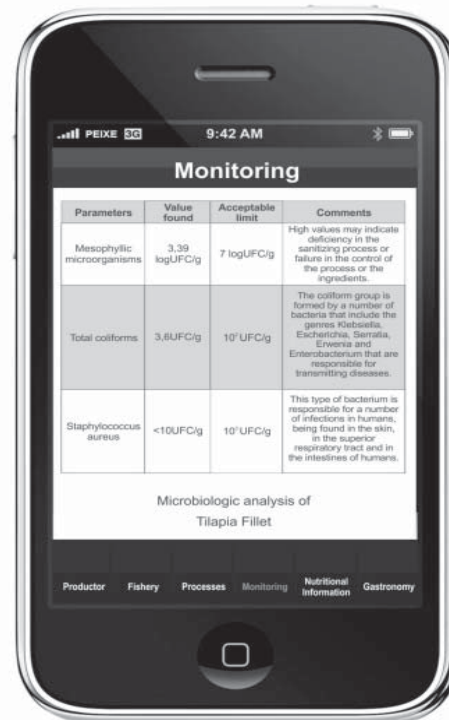 PEIXE 3G 9:42 AM
Monitoring
Parameters Value found Acceptable limit Comments
Mesophyllic microorganisms
3,39 logUFC/g
7 logUFC/g
High values may indicate
deficiency in the
sanitizing process or
failure in the control of
the process or the
ingredients.
Total coliforms
3,6UFC/g
UFC/g
The coliform group is
formed by a number of
bacteria that include the
genres Klebsiella,
Escherichia, Serratia,
Erwenia and
Enterobacterium that are
responsible for
transmitting diseases.
Staphylococcus
aureus
<10UFC/g
UFC/g
This type of bacterium is
responsible for a number
of infections in humans,
being found in the skin,
in the superior
respiratory tract and in
the intestines of humans.
Microbiologic analysis of
Tilapia Fillet
Productor Fishery Processes Monitoring Nutritional Information Gastronomy